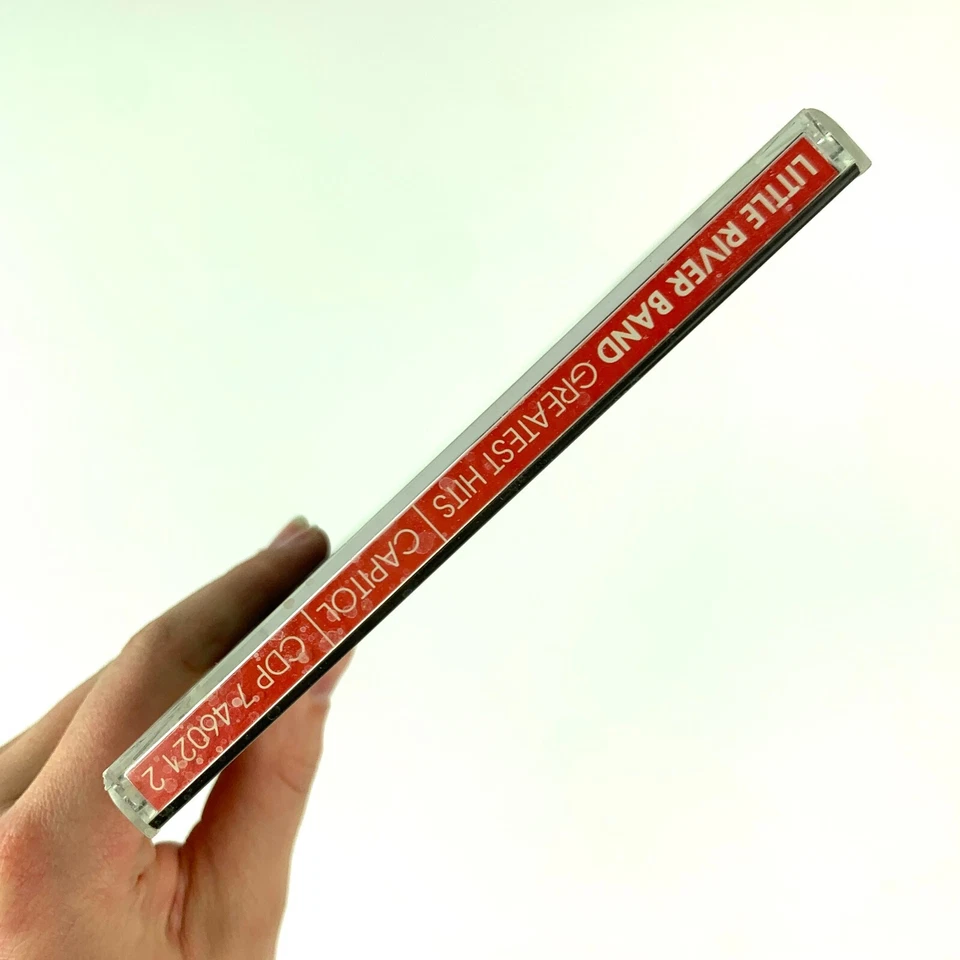 LITTLE RIVER BAND GREATEST HITS | CAPITOL | CDP 7 46021 2